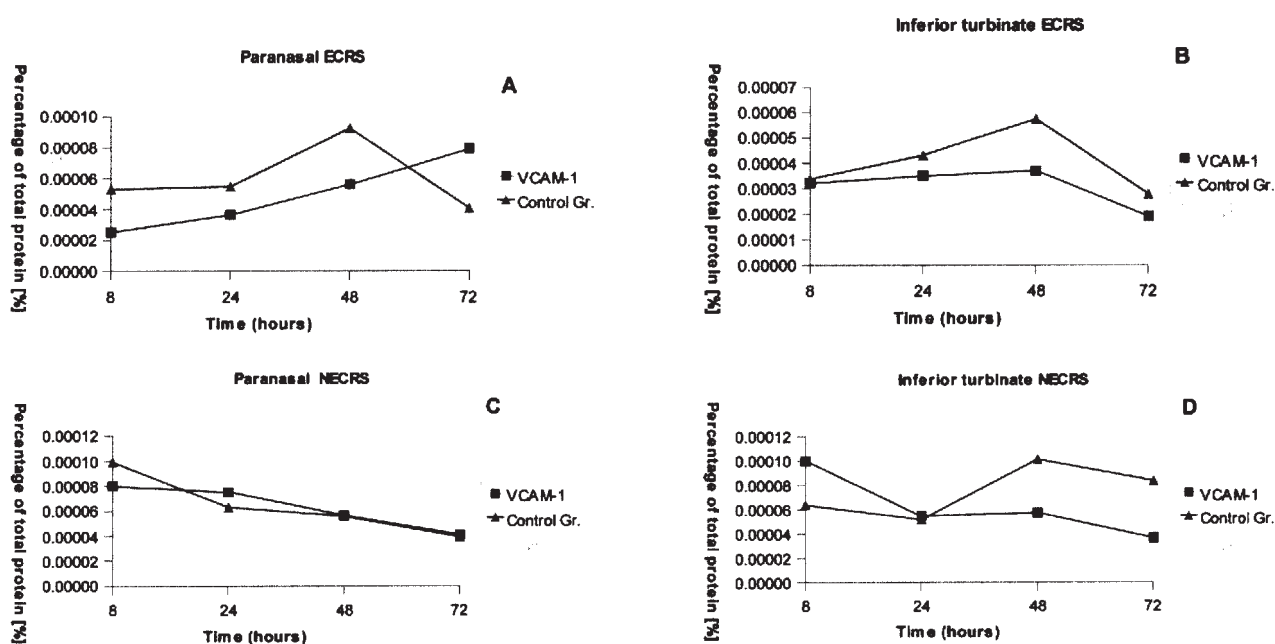 Paranasal ECRS
A
Percentage of total protein [%]
0.00010
0.00008
0.00006
0.00004
0.00002
0.00000
8 24 48 72
Time (hours)
VCAM-1
Control Gr.
Inferior turbinate ECRS
B
Percentage of total protein [%]
0.00007
0.00006
0.00005
0.00004
0.00003
0.00002
0.00001
0.00000
8 24 48 72
Time (hours)
VCAM-1
Control Gr.
Paranasal NECRS
C
Percentage of total protein [%]
0.00012
0.00010
0.00008
0.00006
0.00004
0.00002
0.00000
8 24 48 72
Time (hours)
VCAM-1
Control Gr.
Inferior turbinate NECRS
D
Percentage of total protein [%]
0.00012
0.00010
0.00008
0.00006
0.00004
0.00002
0.00000
8 24 48 72
Time (hours)
VCAM-1
Control Gr.